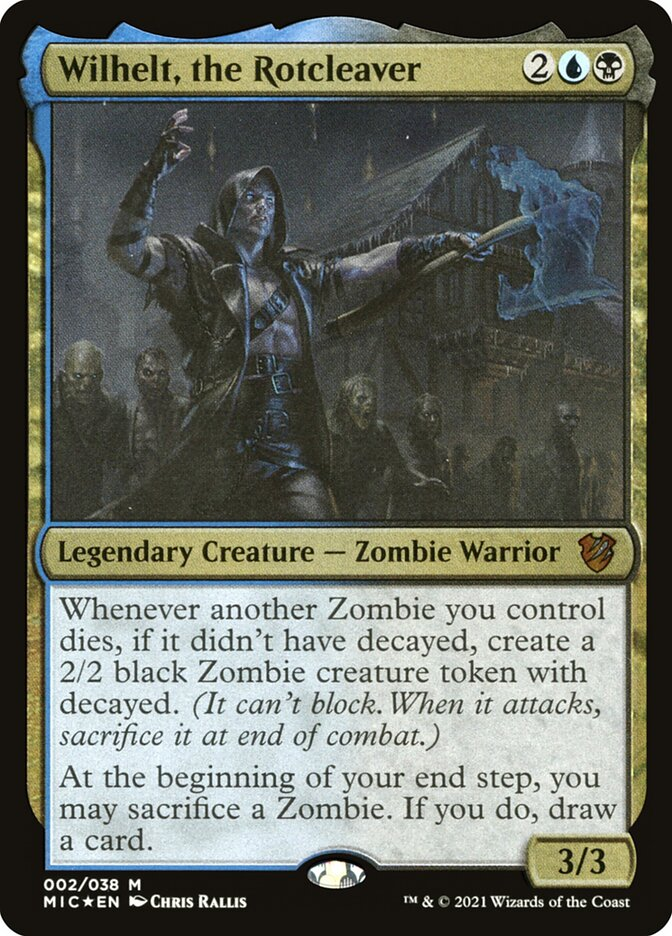 Wilhelt, the Rotcleaver 2
Legendary Creature — Zombie Warrior
Whenever another Zombie you control
dies, if it didn't have decayed, create a
2/2 black Zombie creature token with
decayed. (It can't block. When it attacks,
sacrifice it at end of combat.)
At the beginning of your end step, you
may sacrifice a Zombie. If you do, draw
a card.
3/3
002/038 M
MIC★EN Chris Rallis ™ & © 2021 Wizards of the Coast